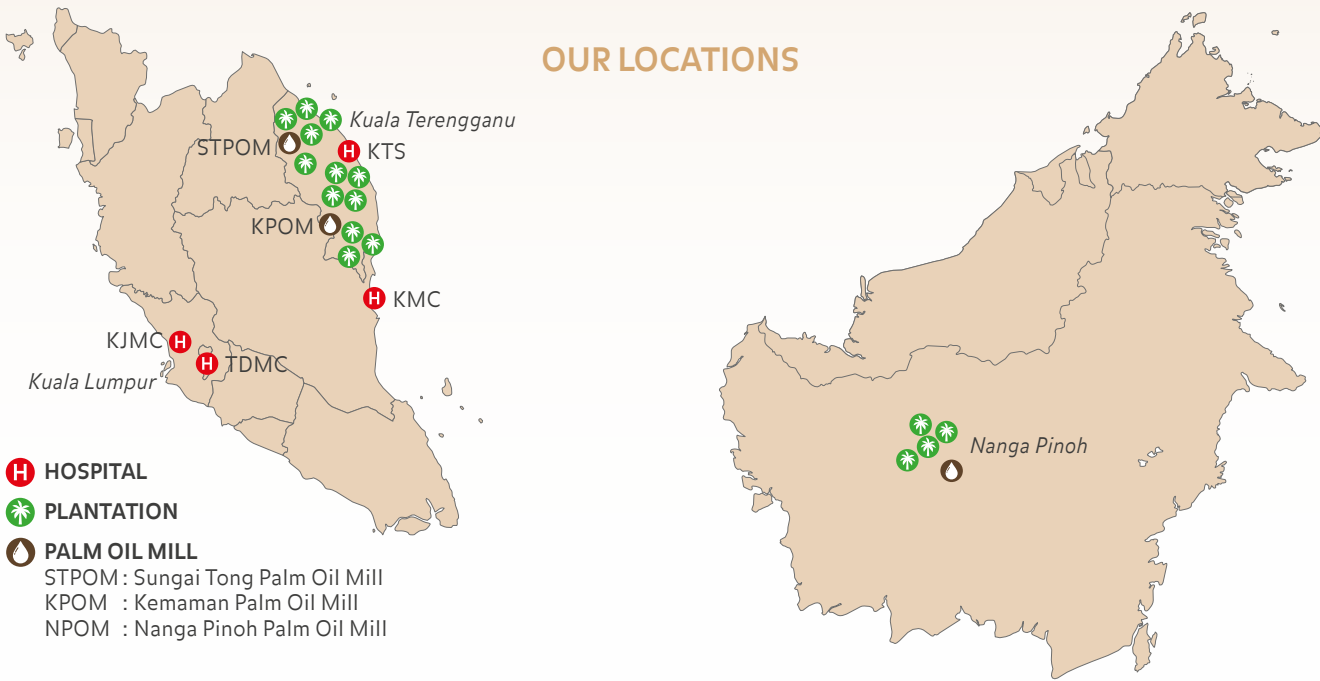 OUR LOCATIONS
Kuala Terengganu
STPOM
H KTS
KPOM
H KMC
KJMC H
H TDMC
Kuala Lumpur
Nanga Pinoh
H HOSPITAL
PLANTATION
PALM OIL MILL
STPOM : Sungai Tong Palm Oil Mill
KPOM : Kemaman Palm Oil Mill
NPOM : Nanga Pinoh Palm Oil Mill